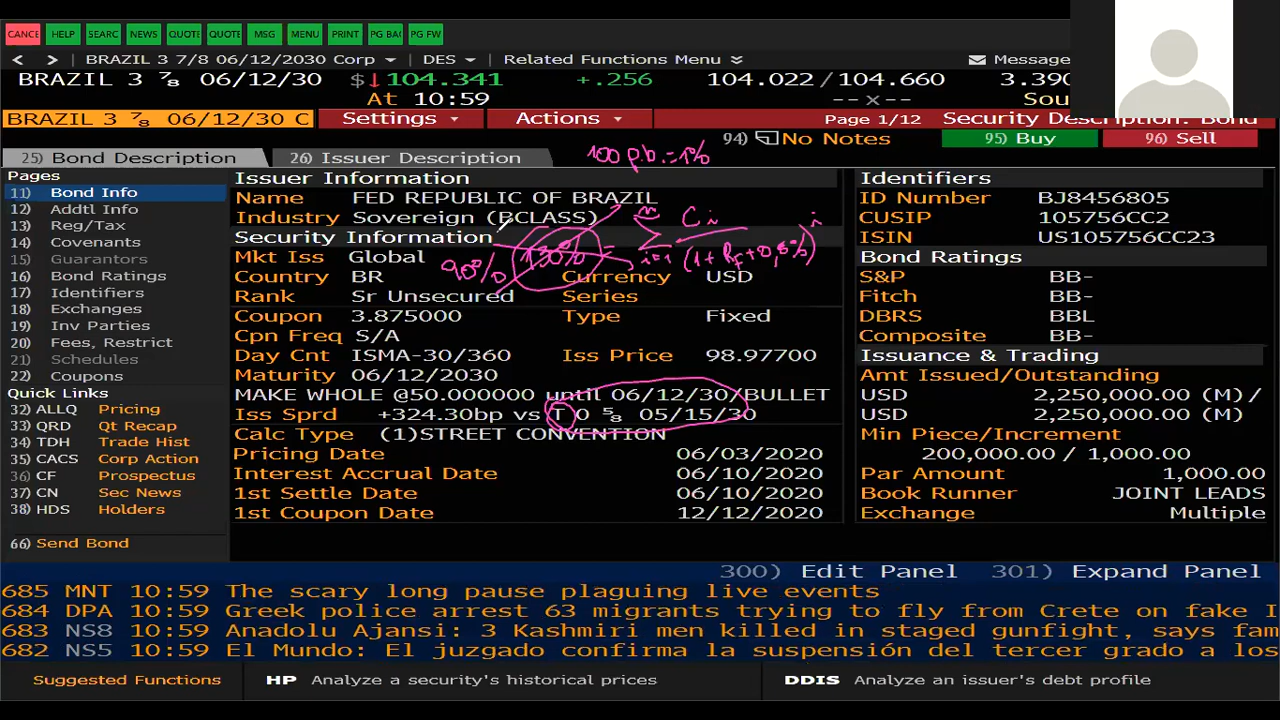 CANCE HELP SEARC NEWS QUOTE QUOTE MSG MENU PRINT PG BAC PG FW
< > BRAZIL 3 7/8 06/12/2030 Corp DES Related Functions Menu Message
BRAZIL 3 ⅞ 06/12/30 $↓104.341 +.256 104.022/104.660 3.390
At 10:59 --x-- Sou
BRAZIL 3 ⅞ 06/12/30 C Settings Actions Page 1/12 Security Description: Bond
94) No Notes 95) Buy 96) Sell
25) Bond Description 26) Issuer Description 100 p.b.=1%
Pages
11) Bond Info
12) Addtl Info
13) Reg/Tax
14) Covenants
15) Guarantors
16) Bond Ratings
17) Identifiers
18) Exchanges
19) Inv Parties
20) Fees, Restrict
21) Schedules
22) Coupons
Quick Links
32) ALLQ Pricing
33) QRD Qt Recap
34) TDH Trade Hist
35) CACS Corp Action
36) CF Prospectus
37) CN Sec News
38) HDS Holders
66) Send Bond
Issuer Information
Name FED REPUBLIC OF BRAZIL
Industry Sovereign (BCLASS)
Security Information
90%
Mkt Iss Global
Country BR Currency USD
Rank Sr Unsecured Series
Coupon 3.875000 Type Fixed
Cpn Freq S/A
Day Cnt ISMA-30/360 Iss Price 98.97700
Maturity 06/12/2030
MAKE WHOLE @50.000000 until 06/12/30/BULLET
Iss Sprd +324.30bp vs T 0 ⅝ 05/15/30
Calc Type (1)STREET CONVENTION
Pricing Date 06/03/2020
Interest Accrual Date 06/10/2020
1st Settle Date 06/10/2020
1st Coupon Date 12/12/2020
Identifiers
ID Number BJ8456805
CUSIP 105756CC2
ISIN US105756CC23
Bond Ratings
S&P BB-
Fitch BB-
DBRS BBL
Composite BB-
Issuance & Trading
Amt Issued/Outstanding
USD 2,250,000.00 (M) /
USD 2,250,000.00 (M)
Min Piece/Increment
200,000.00 / 1,000.00
Par Amount 1,000.00
Book Runner JOINT LEADS
Exchange Multiple
300) Edit Panel 301) Expand Panel
685 MNT 10:59 The scary long pause plaguing live events
684 DPA 10:59 Greek police arrest 63 migrants trying to fly from Crete on fake I
683 NS8 10:59 Anadolu Ajansi: 3 Kashmiri men killed in staged gunfight, says fam
682 NS5 10:59 El Mundo: El juzgado confirma la suspensión del tercer grado a los
Suggested Functions HP Analyze a security's historical prices DDIS Analyze an issuer's debt profile